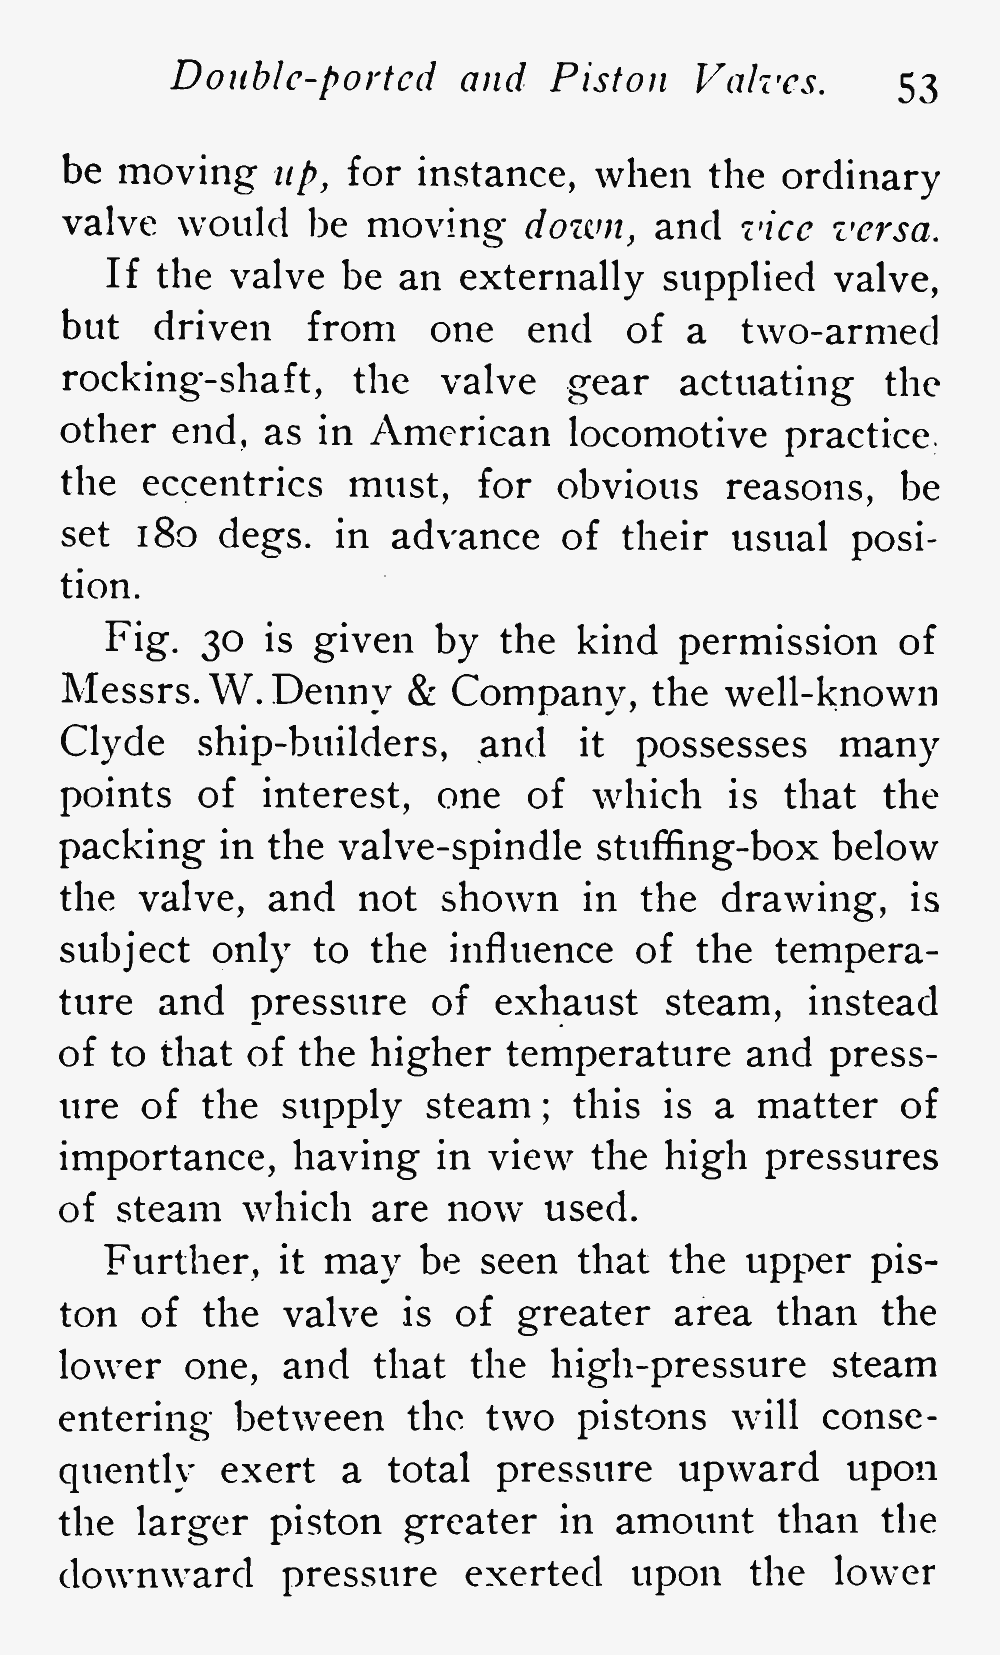 Double-ported and Piston Valves. 53
be moving up, for instance, when the ordinary
valve would be moving down, and vice versa.
If the valve be an externally supplied valve,
but driven from one end of a two-armed
rocking-shaft, the valve gear actuating the
other end, as in American locomotive practice,
the eccentrics must, for obvious reasons, be
set 180 degs. in advance of their usual posi-
tion.
Fig. 30 is given by the kind permission of
Messrs. W. Denny & Company, the well-known
Clyde ship-builders, and it possesses many
points of interest, one of which is that the
packing in the valve-spindle stuffing-box below
the valve, and not shown in the drawing, is
subject only to the influence of the tempera-
ture and pressure of exhaust steam, instead
of to that of the higher temperature and press-
ure of the supply steam; this is a matter of
importance, having in view the high pressures
of steam which are now used.
Further, it may be seen that the upper pis-
ton of the valve is of greater area than the
lower one, and that the high-pressure steam
entering between the two pistons will conse-
quently exert a total pressure upward upon
the larger piston greater in amount than the
downward pressure exerted upon the lower